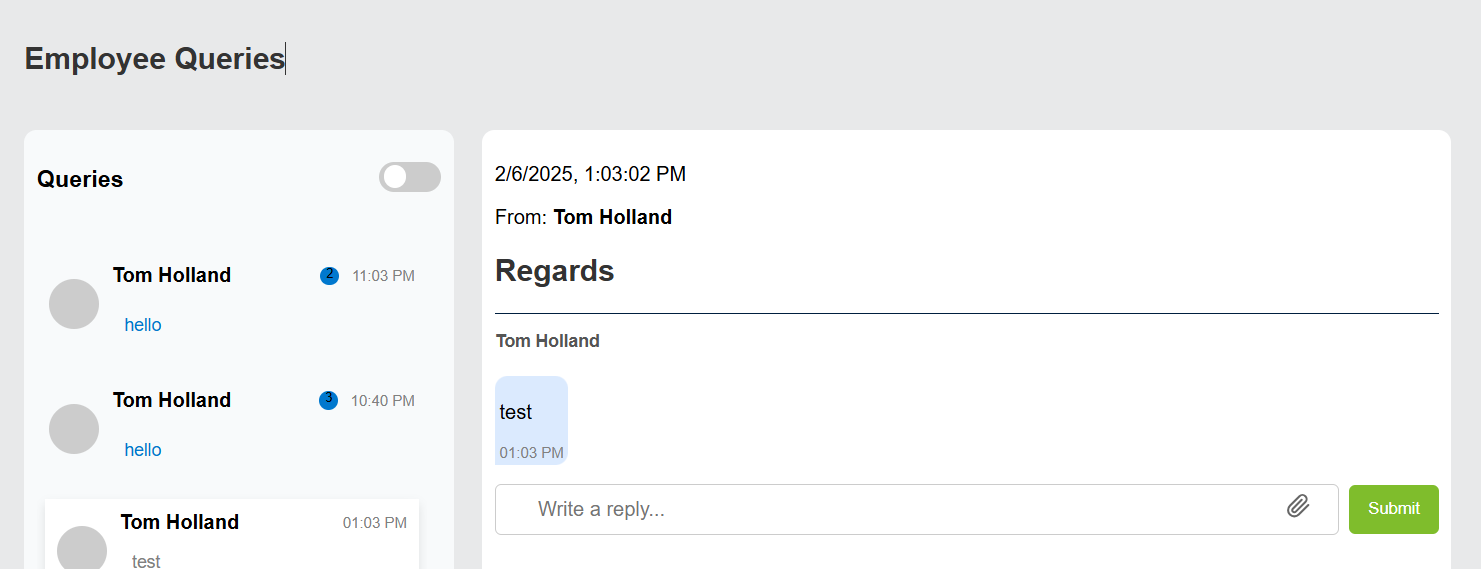 Employee Queries
Queries
Tom Holland 2 11:03 PM
hello
Tom Holland 3 10:40 PM
hello
Tom Holland 01:03 PM
test
2/6/2025, 1:03:02 PM
From: Tom Holland
Regards
Tom Holland
test
01:03 PM
Write a reply...
Submit